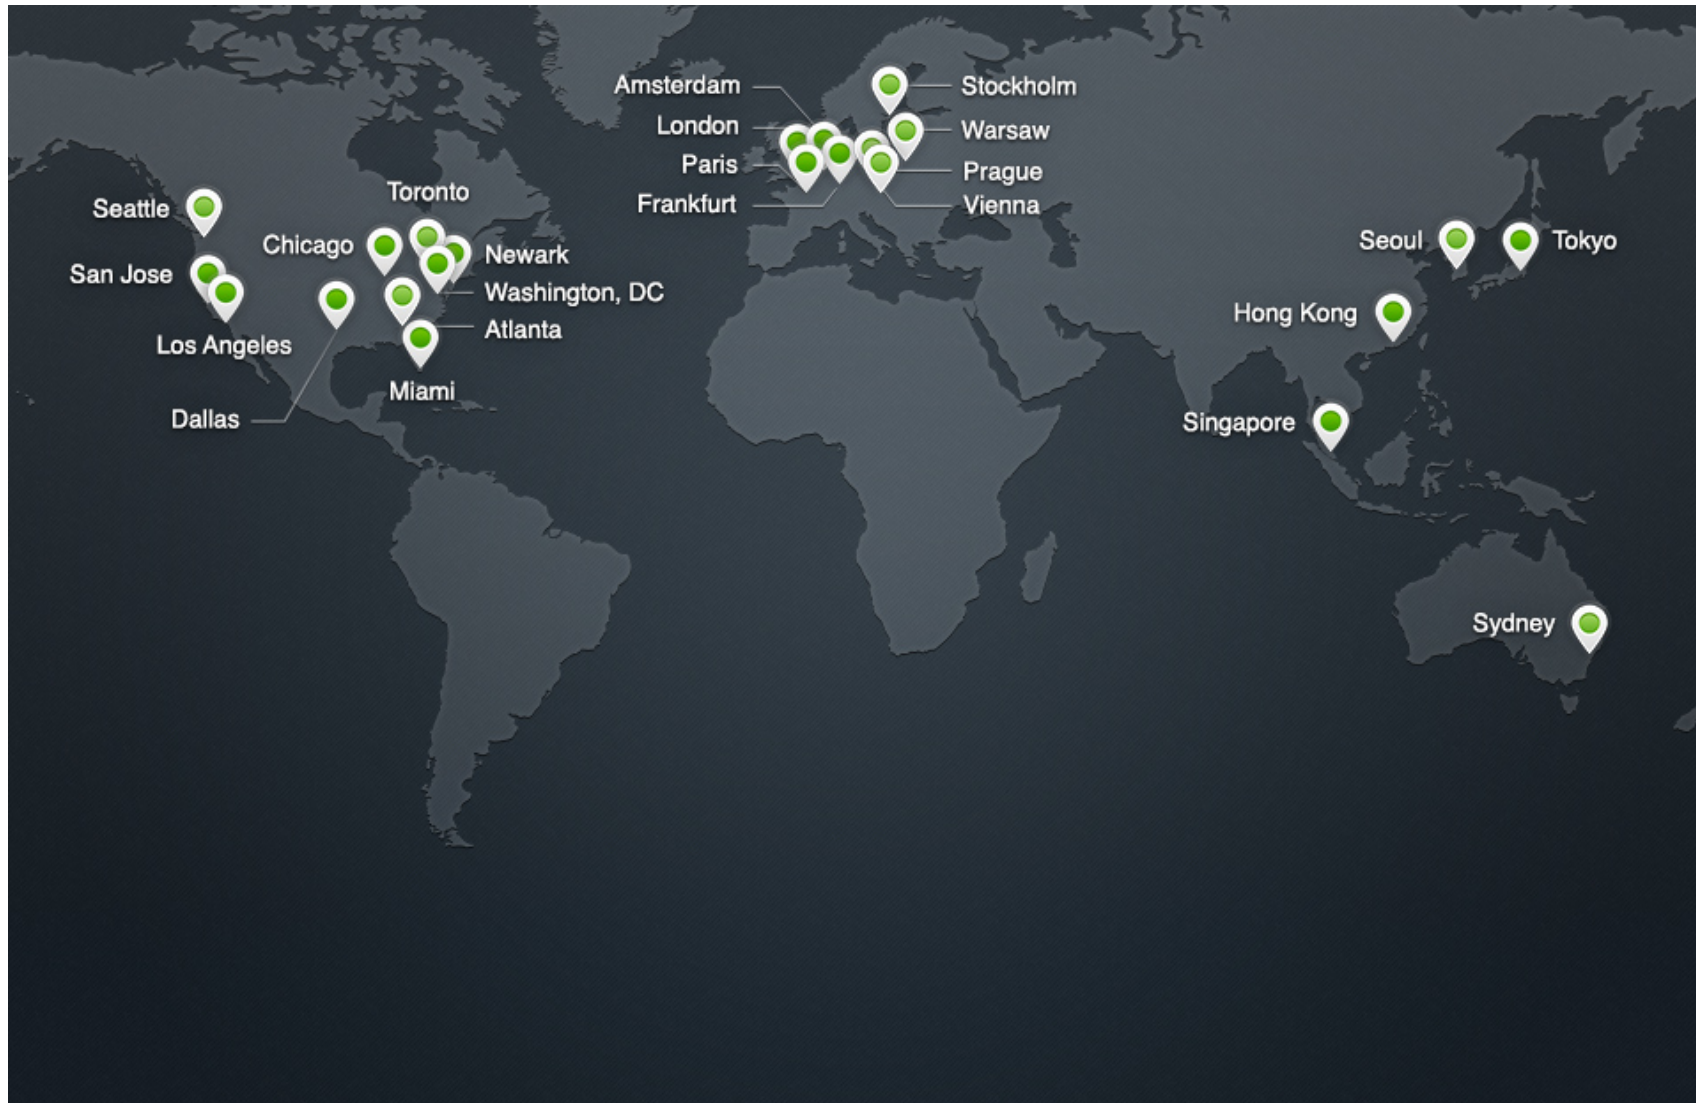 Amsterdam
Stockholm
London
Warsaw
Paris
Prague
Toronto
Frankfurt
Vienna
Seattle
Chicago
Newark
Seoul
Tokyo
San Jose
Washington, DC
Hong Kong
Atlanta
Los Angeles
Miami
Dallas
Singapore
Sydney